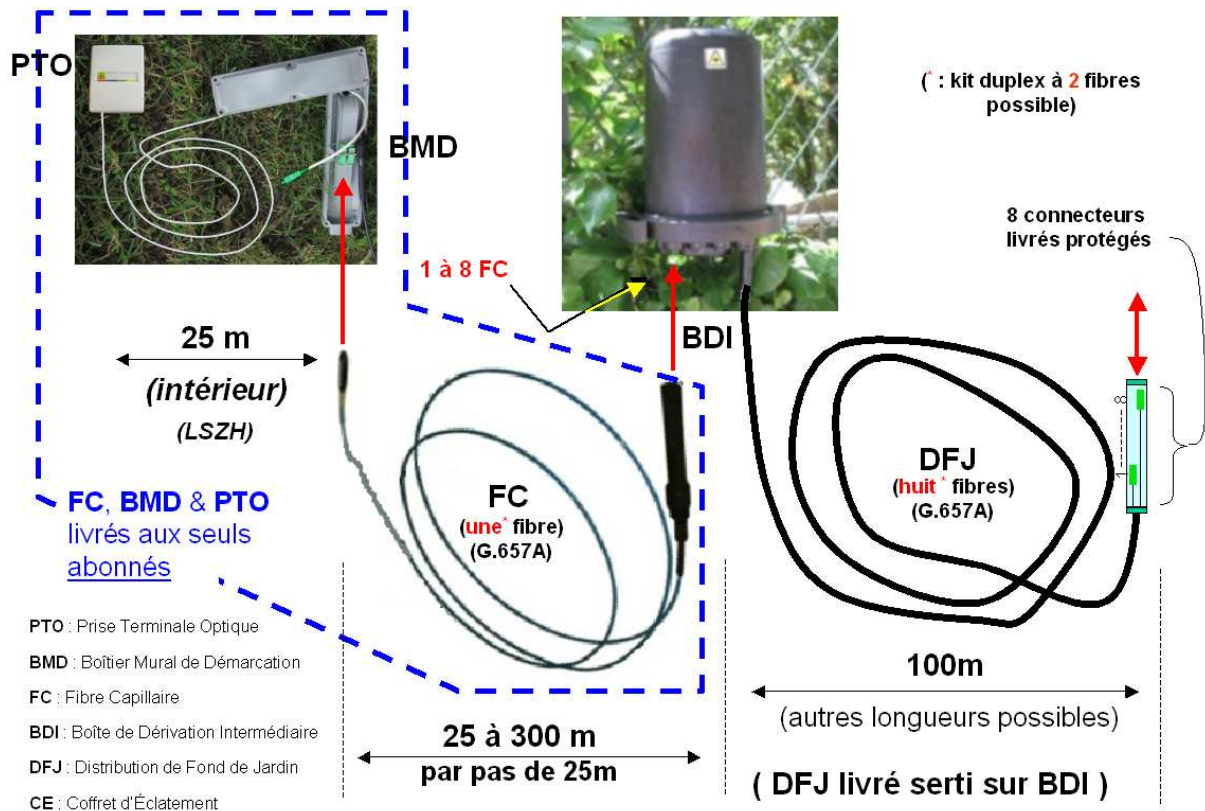 PTO
BMD
(* : kit duplex à 2 fibres
possible)
8 connecteurs
livrés protégés
1 à 8 FC
BDI
25 m
(intérieur)
(LSZH)
FC
(une* fibre)
(G.657A)
DFJ
(huit * fibres)
(G.657A)
8
1
FC, BMD & PTO
livrés aux seuls
abonnés
PTO : Prise Terminale Optique
BMD : Boîtier Mural de Démarcation
FC : Fibre Capillaire
BDI : Boîte de Dérivation Intermédiaire
DFJ : Distribution de Fond de Jardin
CE : Coffret d'Éclatement
25 à 300 m
par pas de 25m
100m
(autres longueurs possibles)
( DFJ livré serti sur BDI )